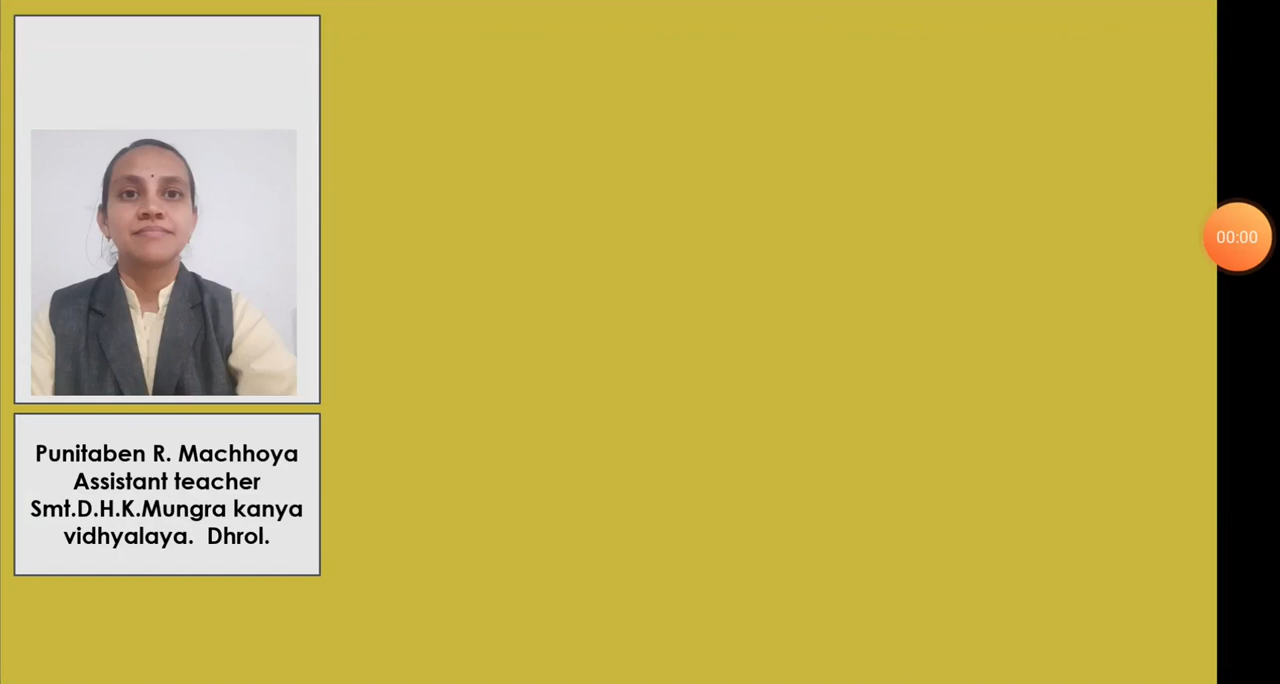 00:00
Punitaben R. Machhoya
Assistant teacher
Smt.D.H.K.Mungra kanya
vidhyalaya.  Dhrol.